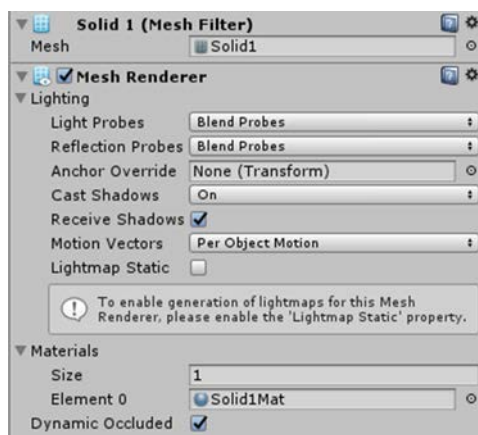 Solid 1 (Mesh Filter)
Mesh Solid1
Mesh Renderer
Lighting
Light Probes Blend Probes
Reflection Probes Blend Probes
Anchor Override None (Transform)
Cast Shadows On
Receive Shadows
Motion Vectors Per Object Motion
Lightmap Static
To enable generation of lightmaps for this Mesh
Renderer, please enable the 'Lightmap Static' property.
Materials
Size 1
Element 0 Solid1Mat
Dynamic Occluded